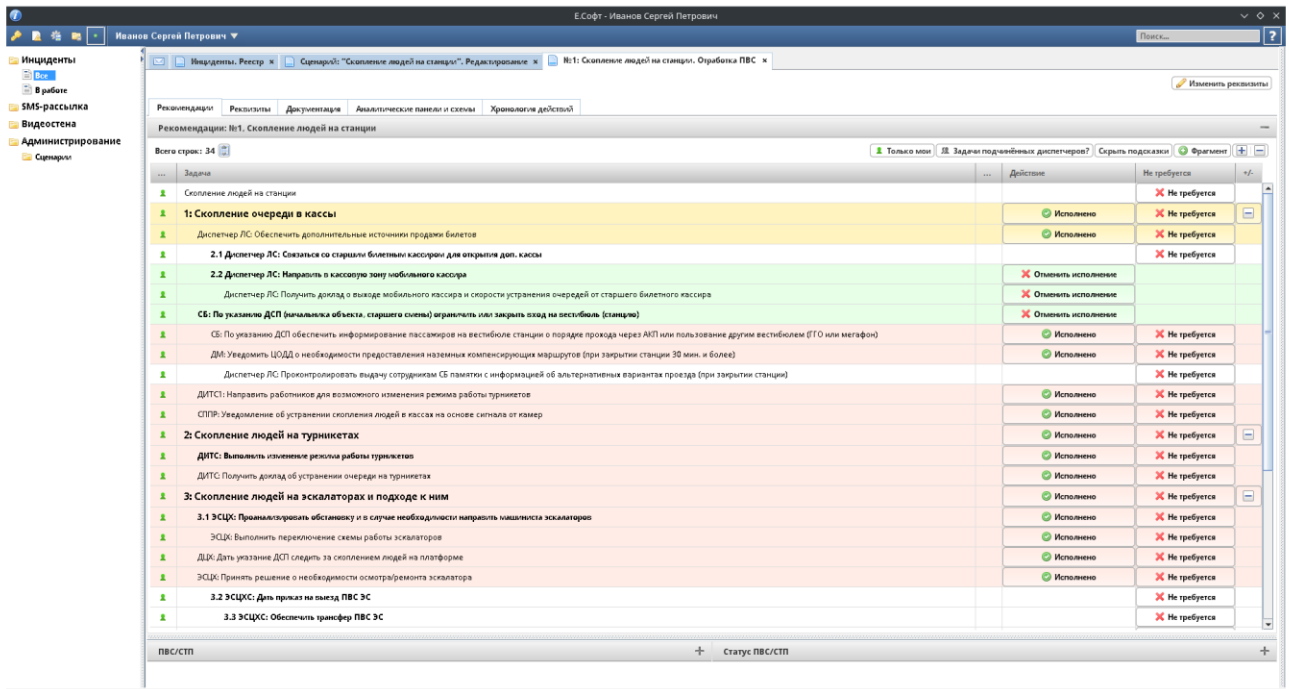 Е.Софт - Иванов Сергей Петрович
Иванов Сергей Петрович
Поиск...
?
Инциденты
Все
В работе
SMS-рассылка
Видеостена
Администрирование
Сценарии
Инциденты. Реестр ×
Сценарий: "Скопление людей на станции". Редактирование ×
№1: Скопление людей на станции. Отработка ПВС ×
Изменить реквизиты
Рекомендации Реквизиты Документация Аналитические панели и схемы Хронология действий
Рекомендации: №1, Скопление людей на станции
Всего строк: 34
Только мои Задачи подчинённых диспетчеров? Скрыть подсказки Фрагмент
... Задача ... Действие Не требуется +/-
Скопление людей на станции Не требуется
1: Скопление очереди в кассы Исполнено Не требуется
Диспетчер ЛС: Обеспечить дополнительные источники продажи билетов Исполнено Не требуется
2.1 Диспетчер ЛС: Связаться со старшим билетным кассиром для открытия доп. кассы Не требуется
2.2 Диспетчер ЛС: Направить в кассовую зону мобильного кассира Отменить исполнение
Диспетчер ЛС: Получить доклад о выходе мобильного кассира и скорости устранения очередей от старшего билетного кассира Отменить исполнение
СБ: По указанию ДСП (начальника объекта, старшего смены) ограничить или закрыть вход на вестибюль (станцию) Отменить исполнение
СБ: По указанию ДСП обеспечить информирование пассажиров на вестибюле станции о порядке прохода через АКП или пользование другим вестибюлем (ГГО или мегафон) Исполнено Не требуется
ДМ: Уведомить ЦОДД о необходимости предоставления наземных компенсирующих маршрутов (при закрытии станции 30 мин. и более) Исполнено Не требуется
Диспетчер ЛС: Проконтролировать выдачу сотрудникам СБ памятки с информацией об альтернативных вариантах проезда (при закрытии станции) Не требуется
ДИТС1: Направить работников для возможного изменения режима работы турникетов Исполнено Не требуется
СППР: Уведомление об устранении скопления людей в кассах на основе сигнала от камер Исполнено Не требуется
2: Скопление людей на турникетах Исполнено Не требуется
ДИТС: Выполнить изменение режима работы турникетов Исполнено Не требуется
ДИТС: Получить доклад об устранении очереди на турникетах Исполнено Не требуется
3: Скопление людей на эскалаторах и подходе к ним Исполнено Не требуется
3.1 ЭСЦХ: Проанализировать обстановку и в случае необходимости направить машиниста эскалаторов Исполнено Не требуется
ЭСЦХ: Выполнить переключение схемы работы эскалаторов Исполнено Не требуется
ДЦХ: Дать указание ДСП следить за скоплением людей на платформе Исполнено Не требуется
ЭСЦХ: Принять решение о необходимости осмотра/ремонта эскалатора Исполнено Не требуется
3.2 ЭСЦХС: Дать приказ на выезд ПВС ЭС Не требуется
3.3 ЭСЦХС: Обеспечить трансфер ПВС ЭС Не требуется
ПВС/СТП Статус ПВС/СТП